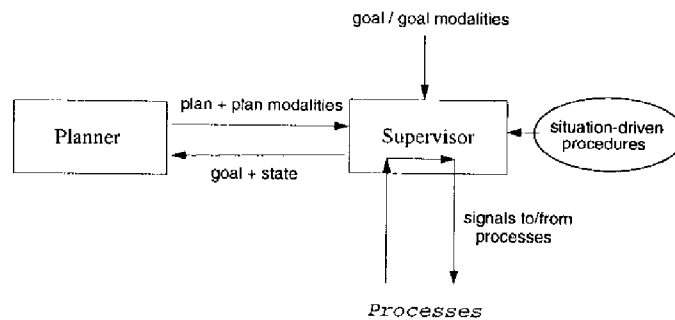 goal / goal modalities
plan + plan modalities
Planner
Supervisor
situation-driven
procedures
goal + state
signals to/from
processes
Processes